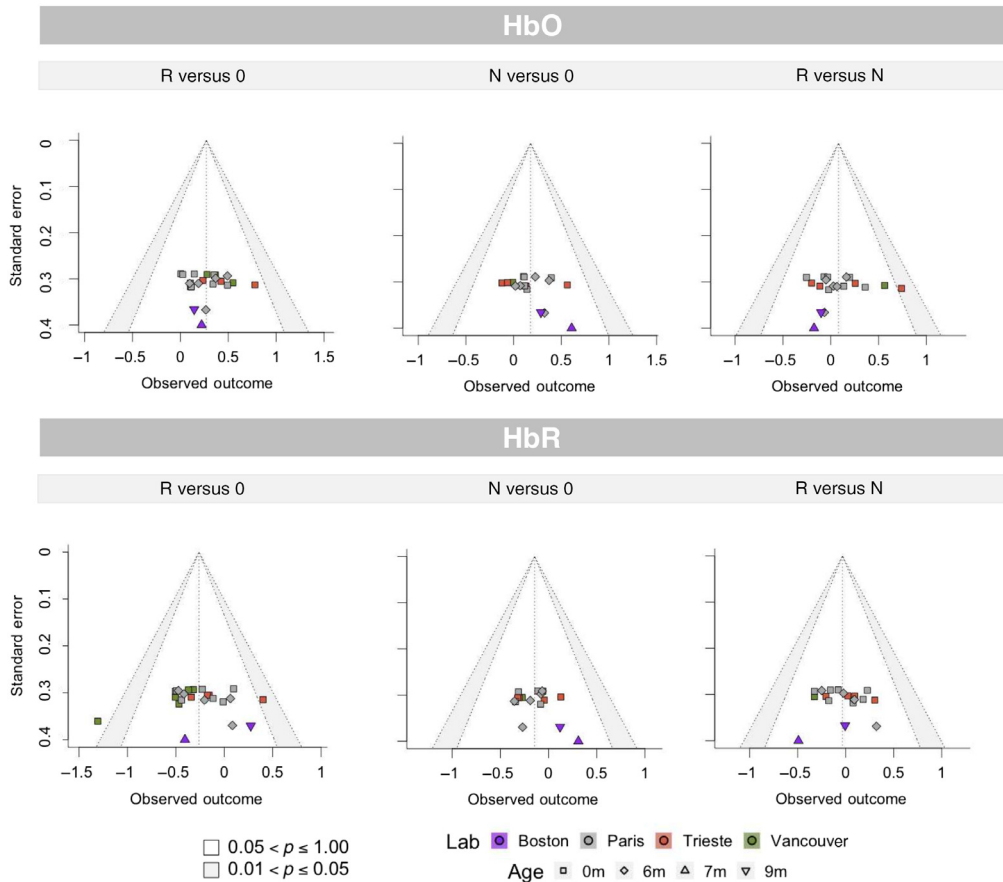 HbO
R versus 0 N versus 0 R versus N
0 0.1 0.2 0.3 0.4
Standard error
−1 −0.5 0 0.5 1 1.5 −1 −0.5 0 0.5 1 1.5 −1 −0.5 0 0.5 1
Observed outcome Observed outcome Observed outcome
HbR
R versus 0 N versus 0 R versus N
0 0.1 0.2 0.3 0.4
Standard error
−1.5 −1 −0.5 0 0.5 1 −1 −0.5 0 0.5 1 −1 −0.5 0 0.5 1
Observed outcome Observed outcome Observed outcome
0.05 < p ≤ 1.00 Lab Boston Paris Trieste Vancouver
0.01 < p ≤ 0.05 Age 0m 6m 7m 9m